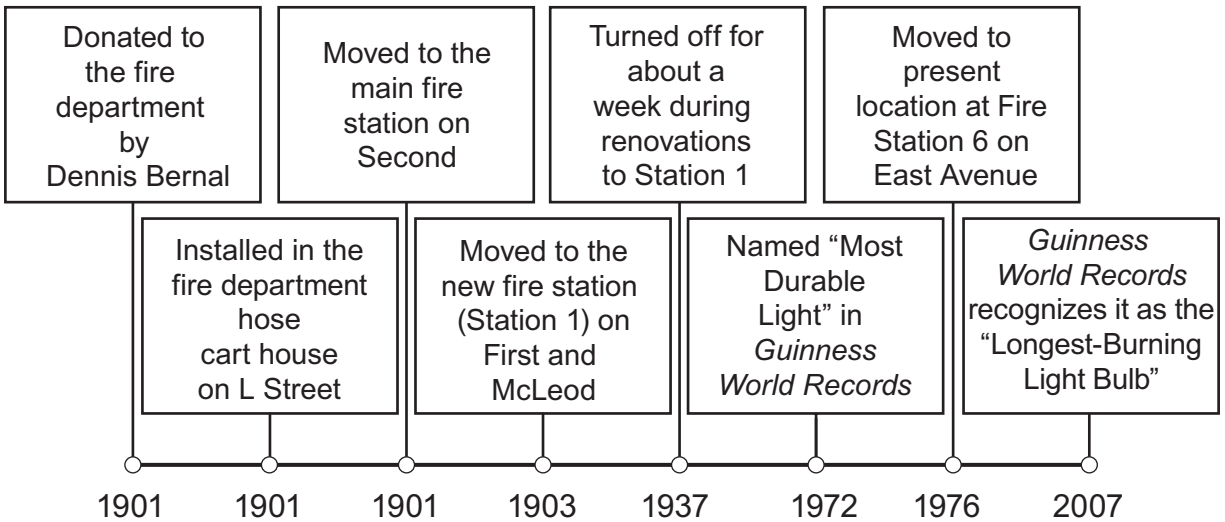 Donated to
the fire
department
by
Dennis Bernal
Installed in the
fire department
hose
cart house
on L Street
Moved to the
main fire
station on
Second
Moved to the
new fire station
(Station 1) on
First and
McLeod
Turned off for
about a
week during
renovations
to Station 1
Named “Most
Durable
Light” in
Guinness
World Records
Moved to
present
location at Fire
Station 6 on
East Avenue
Guinness
World Records
recognizes it as the
“Longest-Burning
Light Bulb”
1901
1901
1901
1903
1937
1972
1976
2007